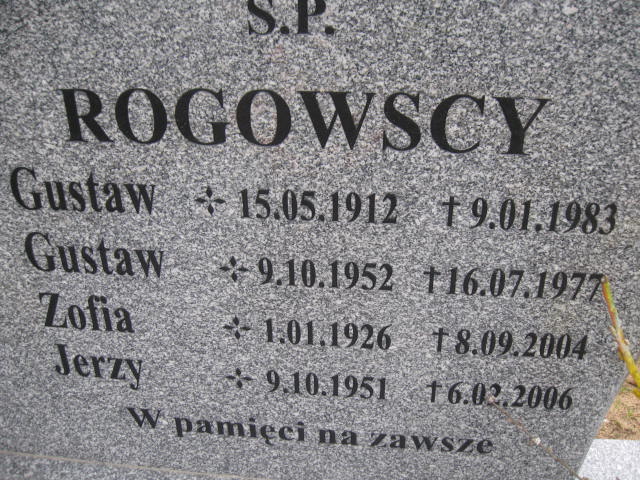 S.P.
ROGOWSCY
Gustaw ✢ 15.05.1912 † 9.01.1983
Gustaw ✢ 9.10.1952 † 16.07.1977
Zofia ✢ 1.01.1926 † 8.09.2004
Jerzy ✢ 9.10.1951 † 6.02.2006
W pamięci na zawsze